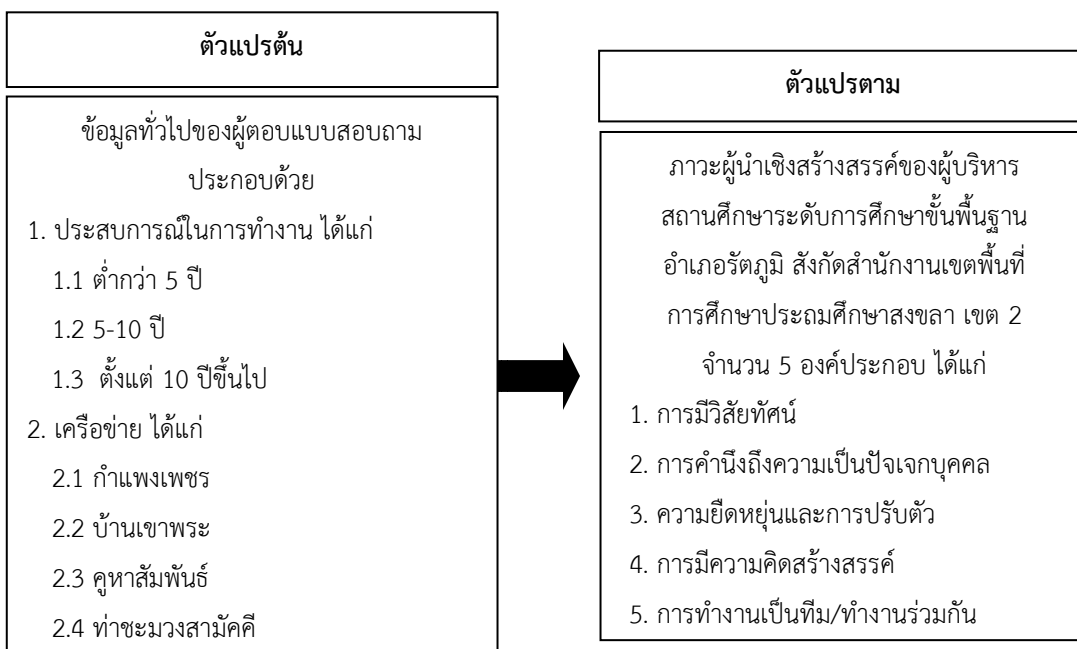 ตัวแปรต้น
ข้อมูลทั่วไปของผู้ตอบแบบสอบถาม
ประกอบด้วย
1. ประสบการณ์ในการทำงาน ได้แก่
1.1 ต่ำกว่า 5 ปี
1.2 5-10 ปี
1.3 ตั้งแต่ 10 ปีขึ้นไป
2. เครือข่าย ได้แก่
2.1 กำแพงเพชร
2.2 บ้านเขาพระ
2.3 คูหาสัมพันธ์
2.4 ท่าชะมวงสามัคคี
ตัวแปรตาม
ภาวะผู้นำเชิงสร้างสรรค์ของผู้บริหาร
สถานศึกษาระดับการศึกษาขั้นพื้นฐาน
อำเภอรัตภูมิ สังกัดสำนักงานเขตพื้นที่
การศึกษาประถมศึกษาสงขลา เขต 2
จำนวน 5 องค์ประกอบ ได้แก่
1. การมีวิสัยทัศน์
2. การคำนึงถึงความเป็นปัจเจกบุคคล
3. ความยืดหยุ่นและการปรับตัว
4. การมีความคิดสร้างสรรค์
5. การทำงานเป็นทีม/ทำงานร่วมกัน